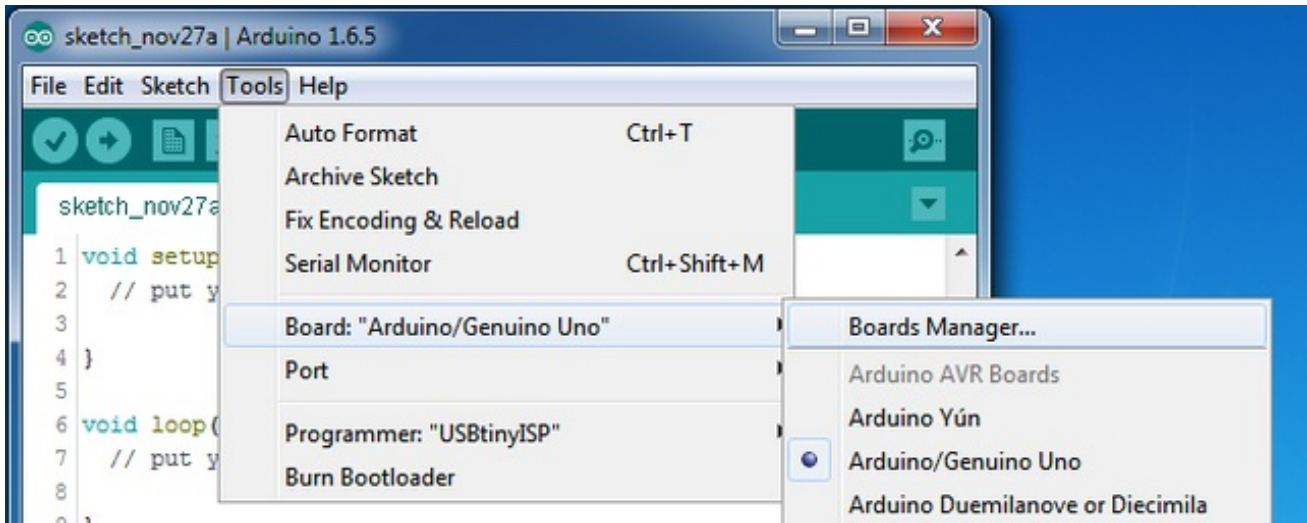 sketch_nov27a | Arduino 1.6.5
File Edit Sketch Tools Help
Auto Format Ctrl+T
Archive Sketch
Fix Encoding & Reload
Serial Monitor Ctrl+Shift+M
Board: "Arduino/Genuino Uno"
Port
Programmer: "USBtinyISP"
Burn Bootloader
Boards Manager...
Arduino AVR Boards
Arduino Yún
Arduino/Genuino Uno
Arduino Duemilanove or Diecimila
sketch_nov27a
1 void setup
2 // put y
3
4 }
5
6 void loop(
7 // put y
8
9 }